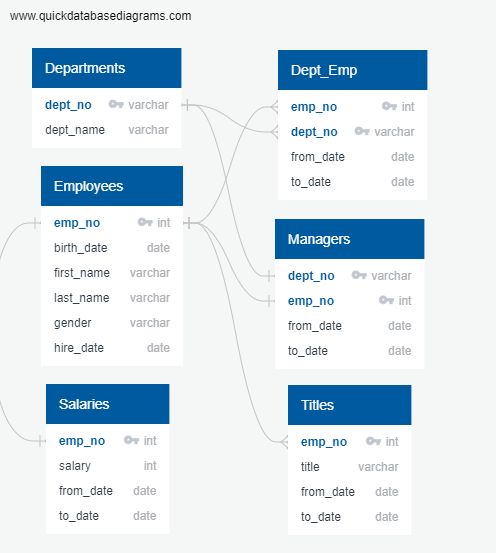 www.quickdatabasediagrams.com
Departments
dept_no varchar
dept_name varchar
Employees
emp_no int
birth_date date
first_name varchar
last_name varchar
gender varchar
hire_date date
Salaries
emp_no int
salary int
from_date date
to_date date
Dept_Emp
emp_no int
dept_no varchar
from_date date
to_date date
Managers
dept_no varchar
emp_no int
from_date date
to_date date
Titles
emp_no int
title varchar
from_date date
to_date date